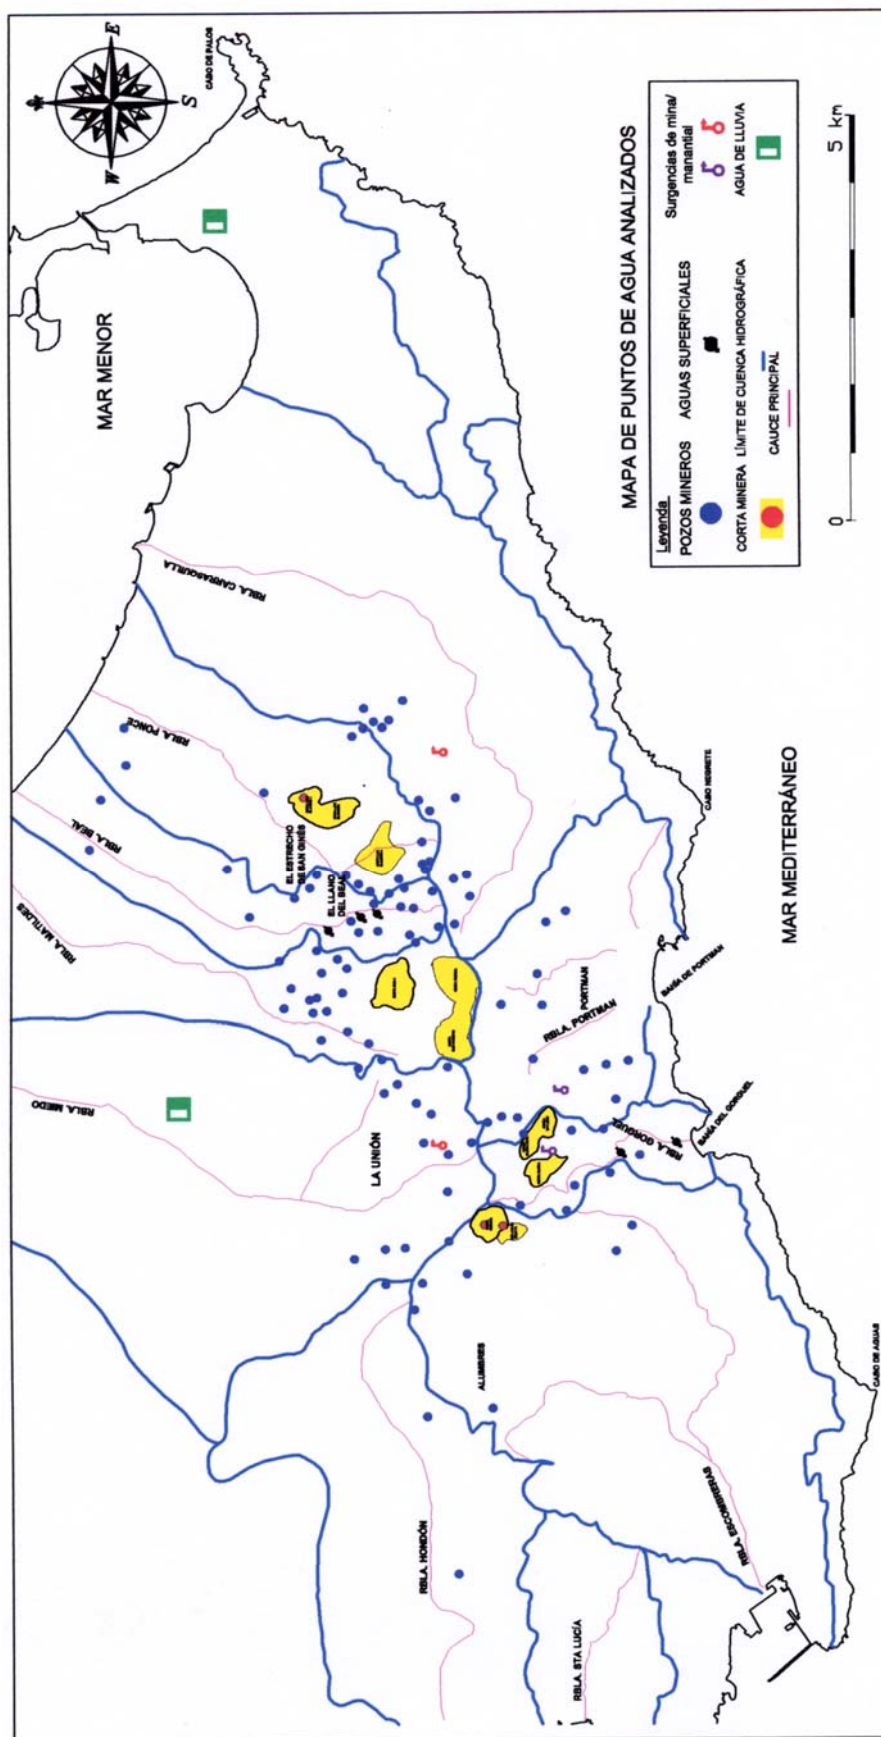 MAPA DE PUNTOS DE AGUA ANALIZADOS
Leyenda
POZOS MINEROS
AGUAS SUPERFICIALES
Surgencias de mina/
manantial
CORTA MINERA
LÍMITE DE CUENCA HIDROGRÁFICA
AGUA DE LLUVIA
CAUCE PRINCIPAL
0
5 km
W
E
S
MAR MENOR
CABO DE PALOS
RBLA. CARRASQUILLA
RBLA. PONCE
RBLA. BEAL
RBLA. MATILDES
RBLA. MIEDO
EL ESTRECHO
DE SAN GINÉS
EL LLANO
DEL BEAL
LA UNIÓN
PORTMAN
RBLA. PORTMAN
RBLA. GORGUEL
BAHÍA DE PORTMAN
BAHÍA DEL GORGUEL
CABO NEGRETE
MAR MEDITERRÁNEO
ALUMBRES
RBLA. HONDÓN
RBLA. ESCOMBRERAS
RBLA. STA LUCÍA
CABO DE AGUAS